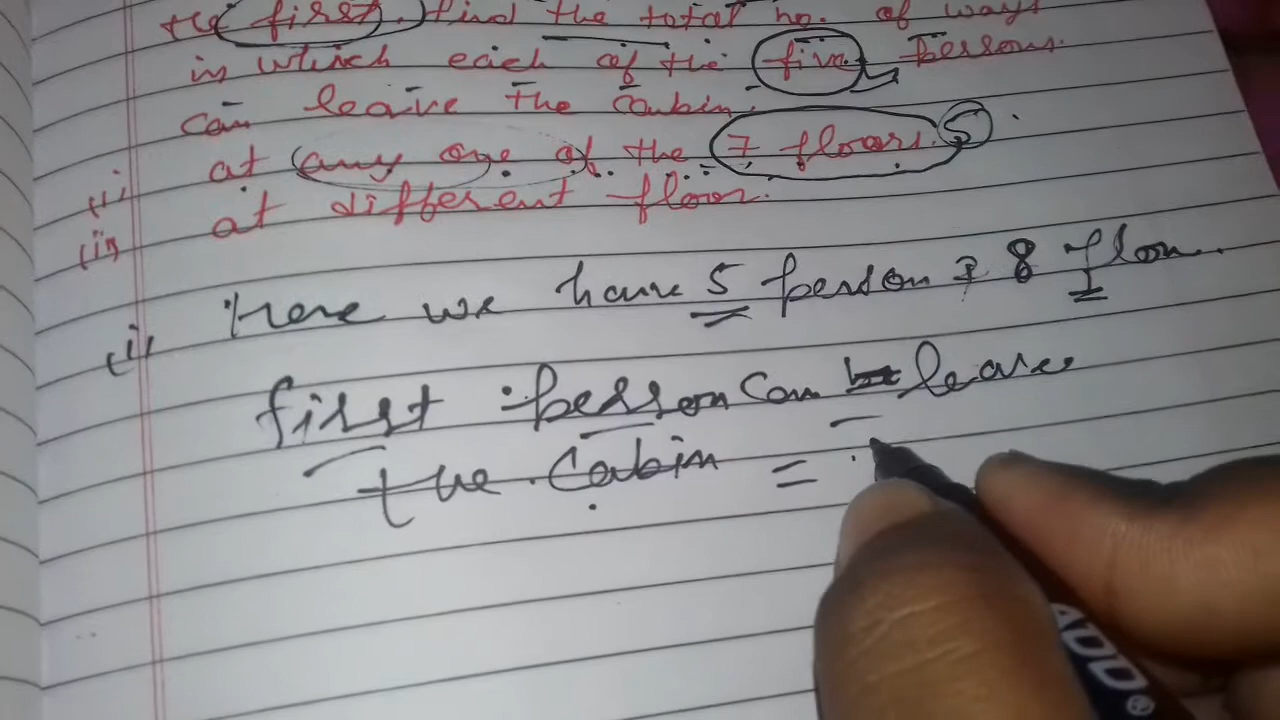 the first. find the total no. of ways
in which each of the five persons.
can leave the cabin.
(i) at any one of the 7 floors. 5
(ii) at different floor.
(i) Here we have 5 person & 8 floor.
first person can leave
the cabin =
ADD